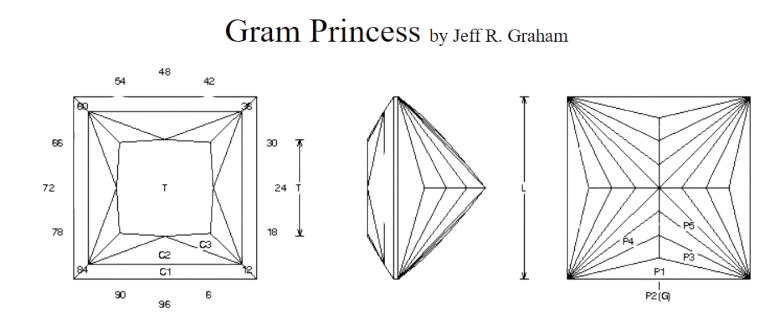 Gram Princess by Jeff R. Graham
48
54 42
60 36
66 30
72 T 24 T L
78 18
C3
C2
84 C1 12
90 6
96
P5
P4
P3
P1
P2(G)